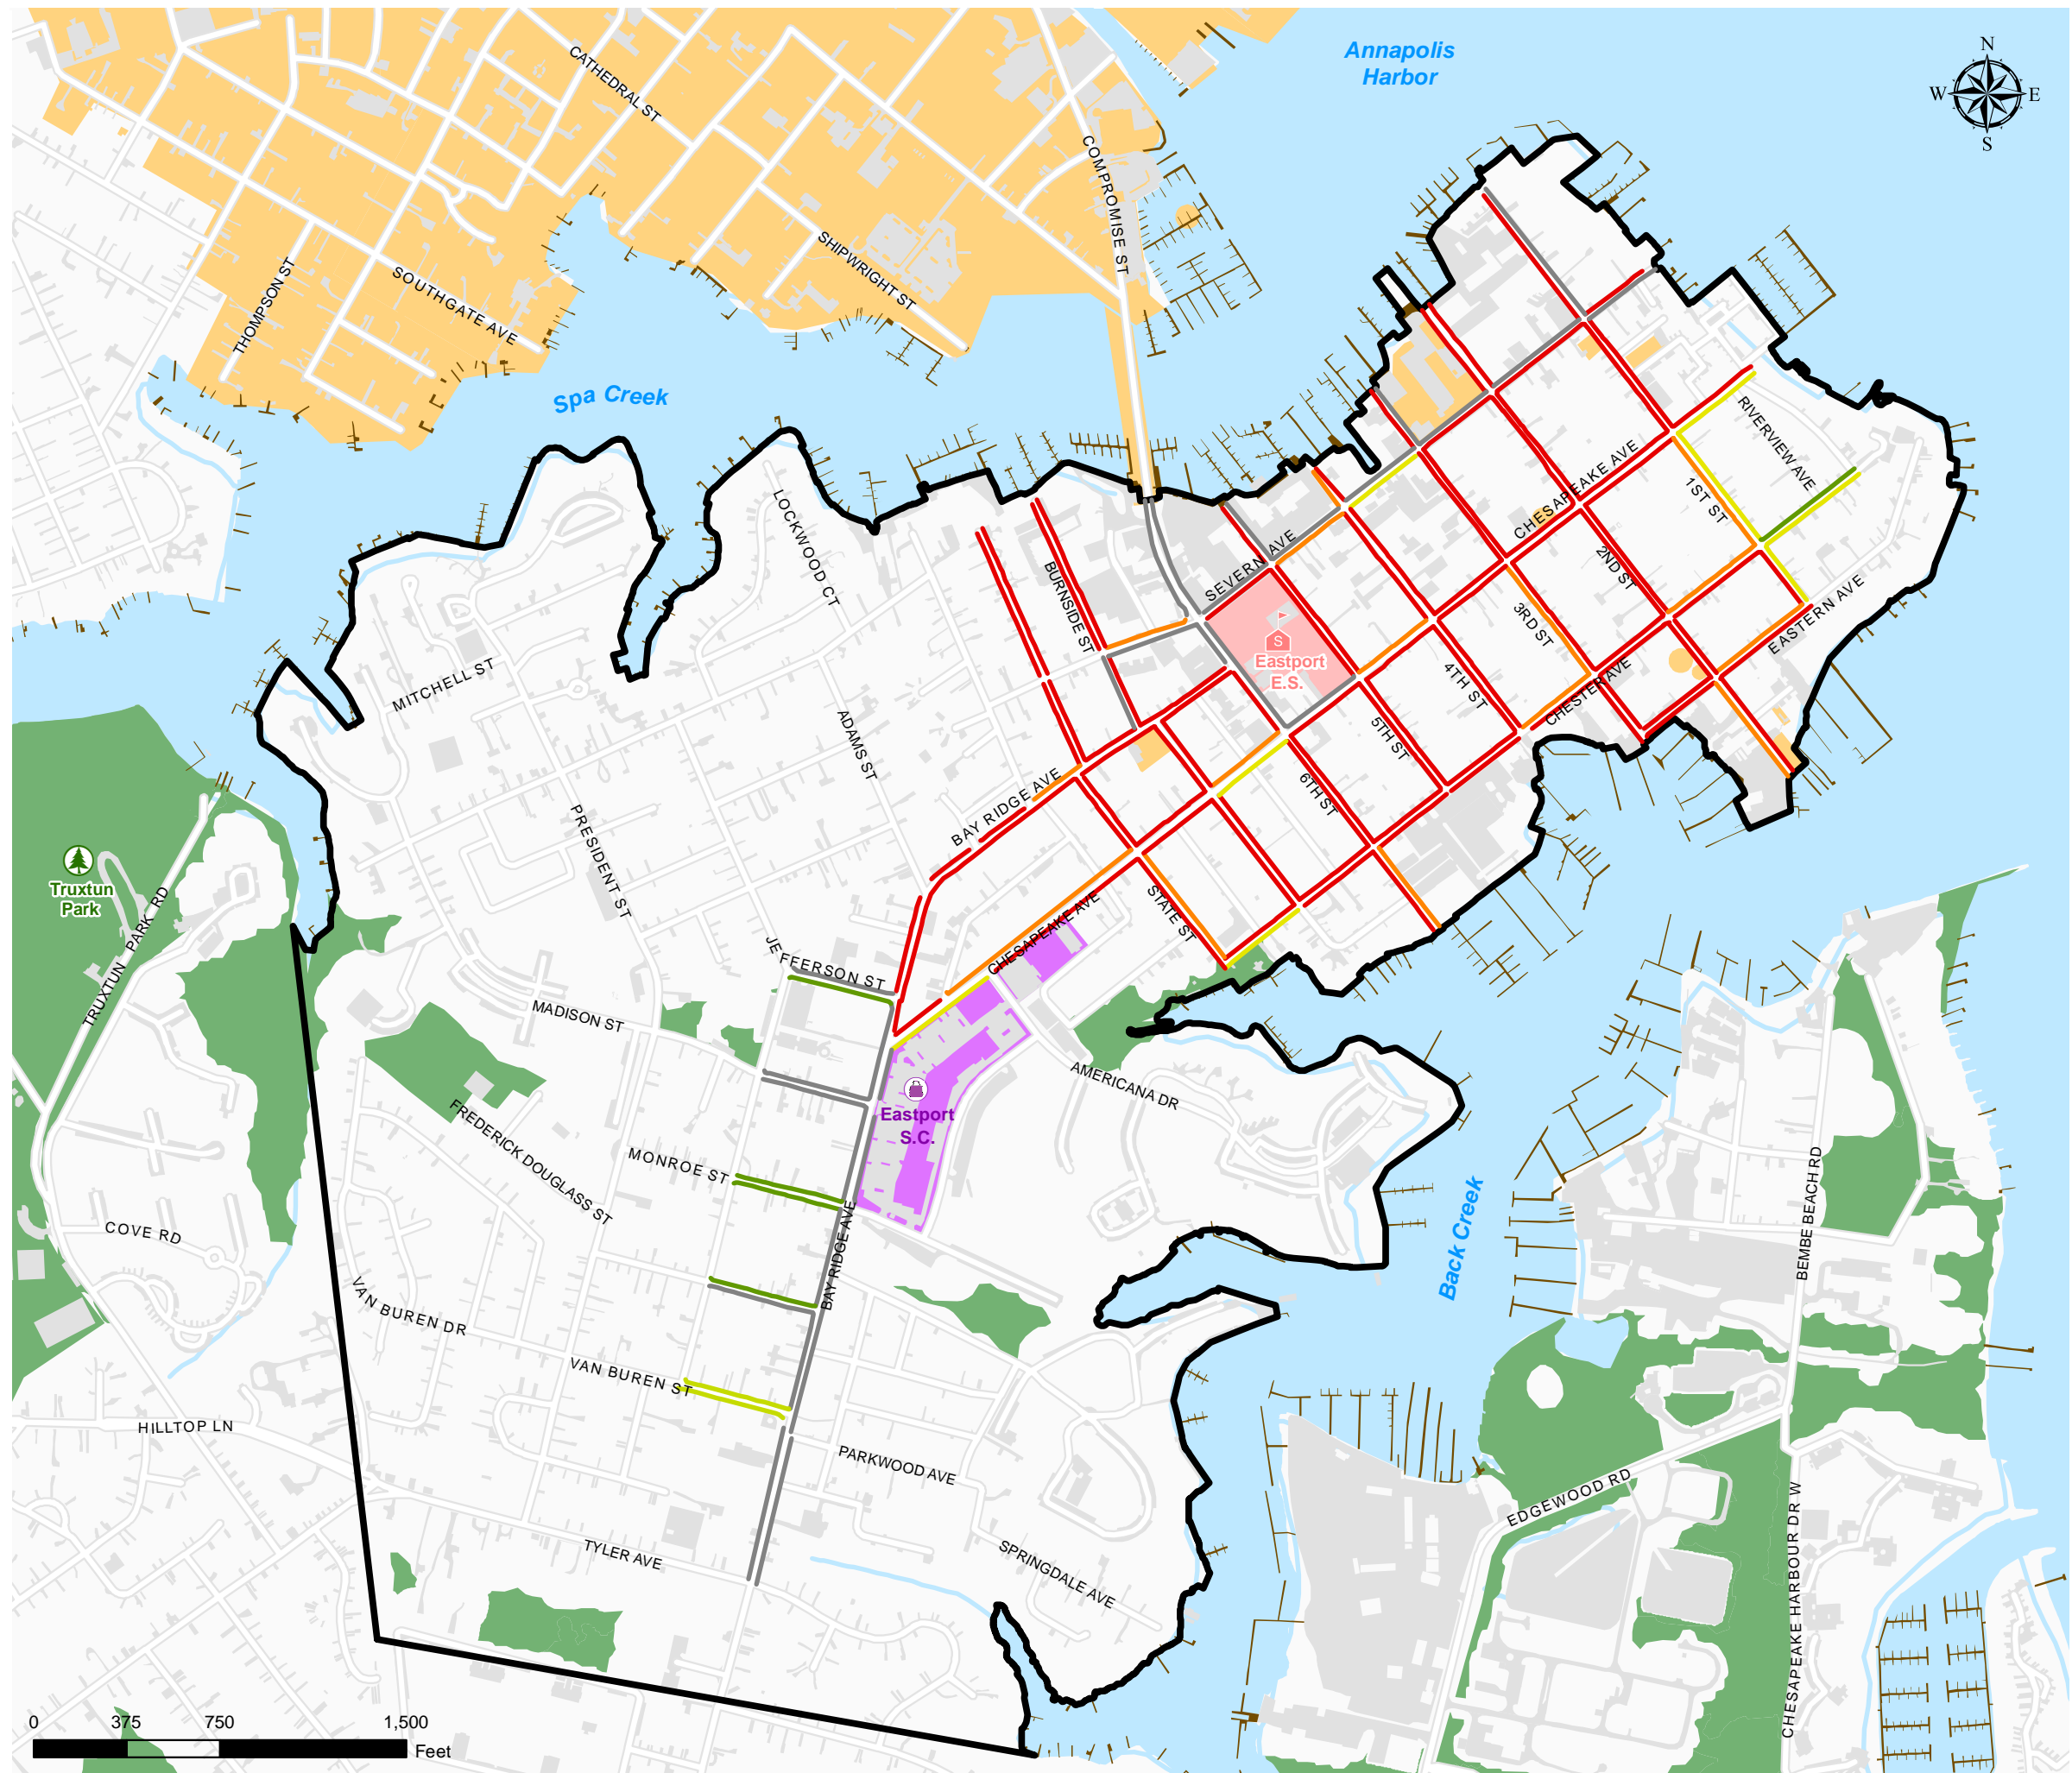 Annapolis
Harbor
N
W
E
S
CATHEDRAL ST
COMPROMISE ST
SHIPWRIGHT ST
SOUTHGATE AVE
THOMPSON ST
Spa Creek
LOCKWOOD CT
BURNSIDE ST
SEVERN AVE
CHESAPEAKE AVE
RIVERVIEW AVE
1ST ST
2ND ST
3RD ST
EASTERN AVE
CHESTER AVE
4TH ST
5TH ST
6TH ST
S
Eastport
E.S.
MITCHELL ST
ADAMS ST
BAY RIDGE AVE
PRESIDENT ST
STATE ST
CHESAPEAKE AVE
JEFFERSON ST
MADISON ST
Truxtun
Park
TRUXTUN PARK RD
AMERICANA DR
Eastport
S.C.
FREDERICK DOUGLASS ST
MONROE ST
BAY RIDGE AVE
COVE RD
VAN BUREN DR
VAN BUREN ST
HILLTOP LN
PARKWOOD AVE
TYLER AVE
SPRINGDALE AVE
Back Creek
BEMBE BEACH RD
EDGEWOOD RD
CHESAPEAKE HARBOUR DR W
0 375 750 1,500
Feet